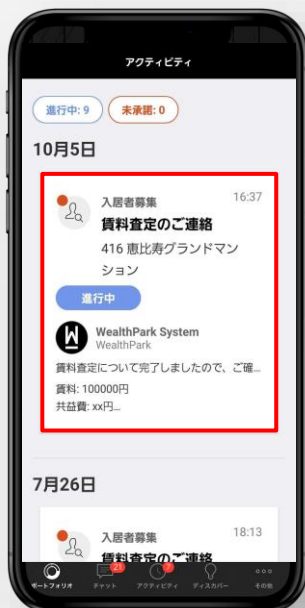 アクティビティ
進行中: 9
未承諾: 0
10月5日
入居者募集
16:37
賃料査定のご連絡
416 恵比寿グランドマン
ション
進行中
WealthPark System
WealthPark
賃料査定について完了しましたので、ご確...
賃料: 100000円
共益費: xx円...
7月26日
入居者募集
18:13
賃料査定のご連絡
21
7
ポートフォリオ
チャット
アクティビティ
ディスカバー
その他